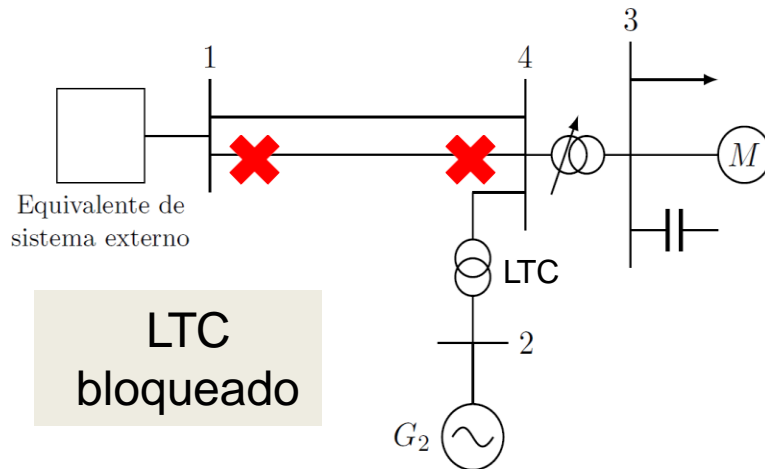 3
1
4
M
Equivalente de
sistema externo
LTC
LTC
bloqueado
2
G2